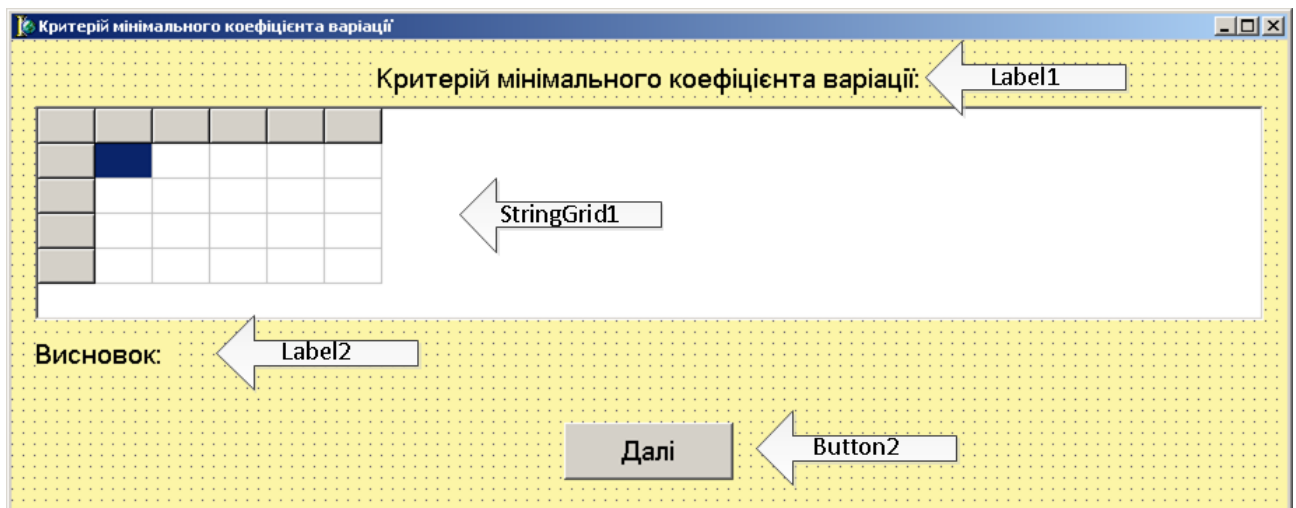 Критерій мінімального коефіцієнта варіації
Критерій мінімального коефіцієнта варіації:
Label1
StringGrid1
Висновок:
Label2
Далі
Button2